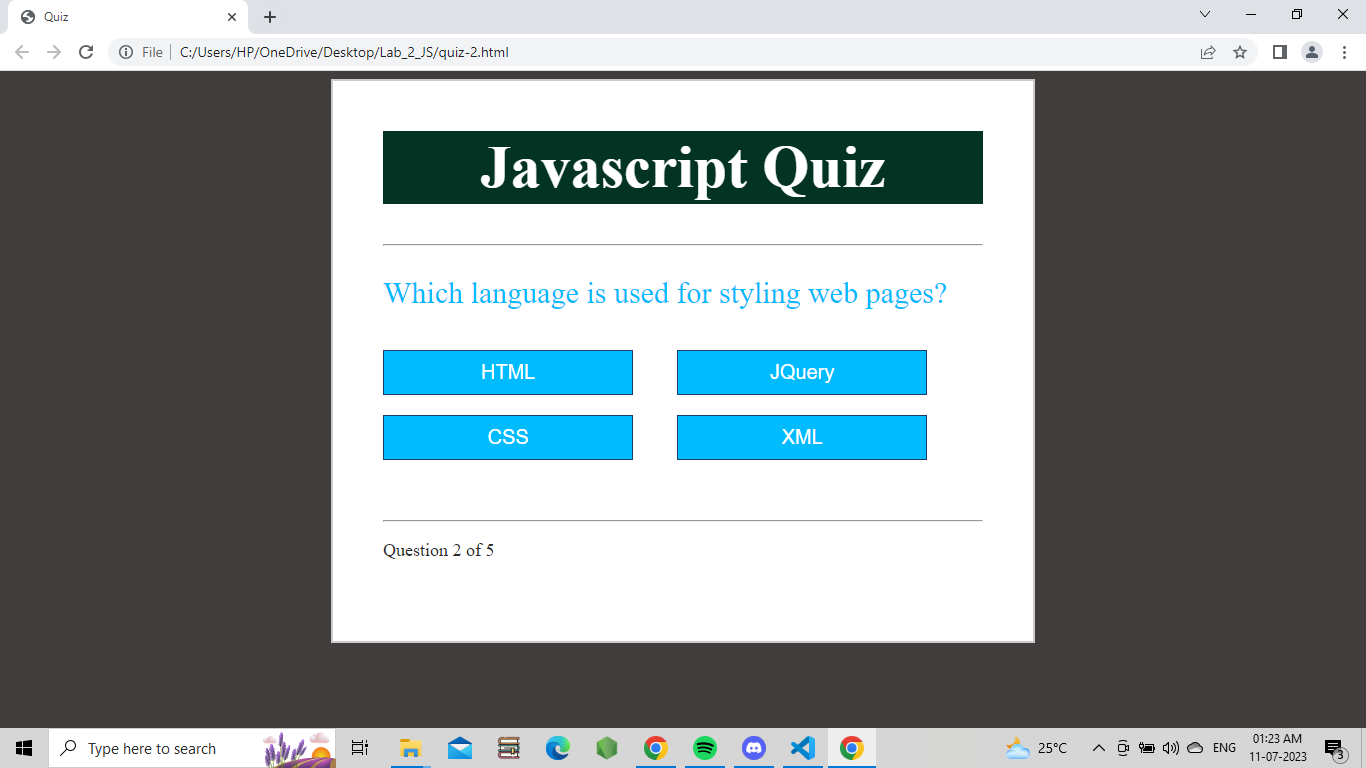 Quiz
File
C:/Users/HP/OneDrive/Desktop/Lab_2_JS/quiz-2.html
Javascript Quiz
Which language is used for styling web pages?
HTML
JQuery
CSS
XML
Question 2 of 5
Type here to search
25°C
ENG
01:23 AM
11-07-2023
3